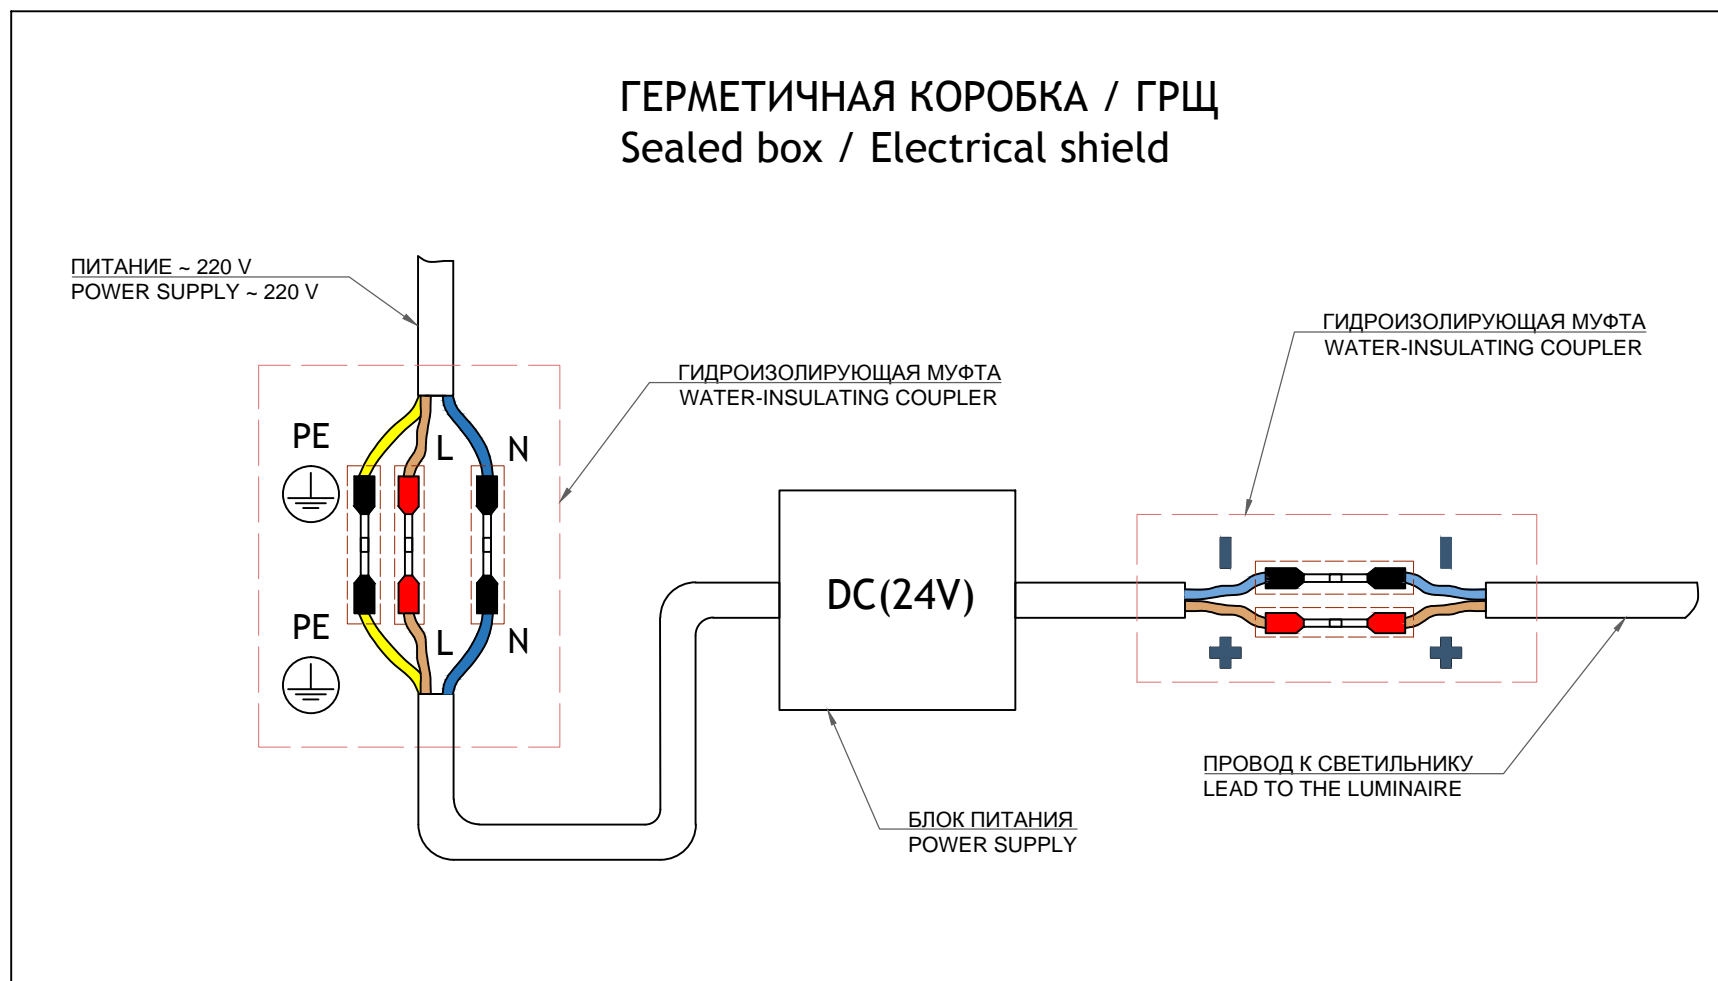 ГЕРМЕТИЧНАЯ КОРОБКА / ГРЩ
Sealed box / Electrical shield
ПИТАНИЕ ~ 220 V
POWER SUPPLY ~ 220 V
ГИДРОИЗОЛИРУЮЩАЯ МУФТА
WATER-INSULATING COUPLER
ГИДРОИЗОЛИРУЮЩАЯ МУФТА
WATER-INSULATING COUPLER
PE
L
N
PE
L
N
DC(24V)
ПРОВОД К СВЕТИЛЬНИКУ
LEAD TO THE LUMINAIRE
БЛОК ПИТАНИЯ
POWER SUPPLY